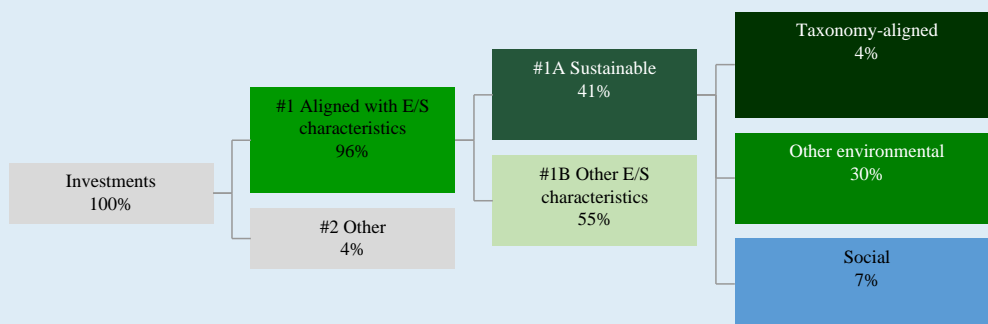 Investments
100%
#1 Aligned with E/S
characteristics
96%
#2 Other
4%
#1A Sustainable
41%
#1B Other E/S
characteristics
55%
Taxonomy-aligned
4%
Other environmental
30%
Social
7%